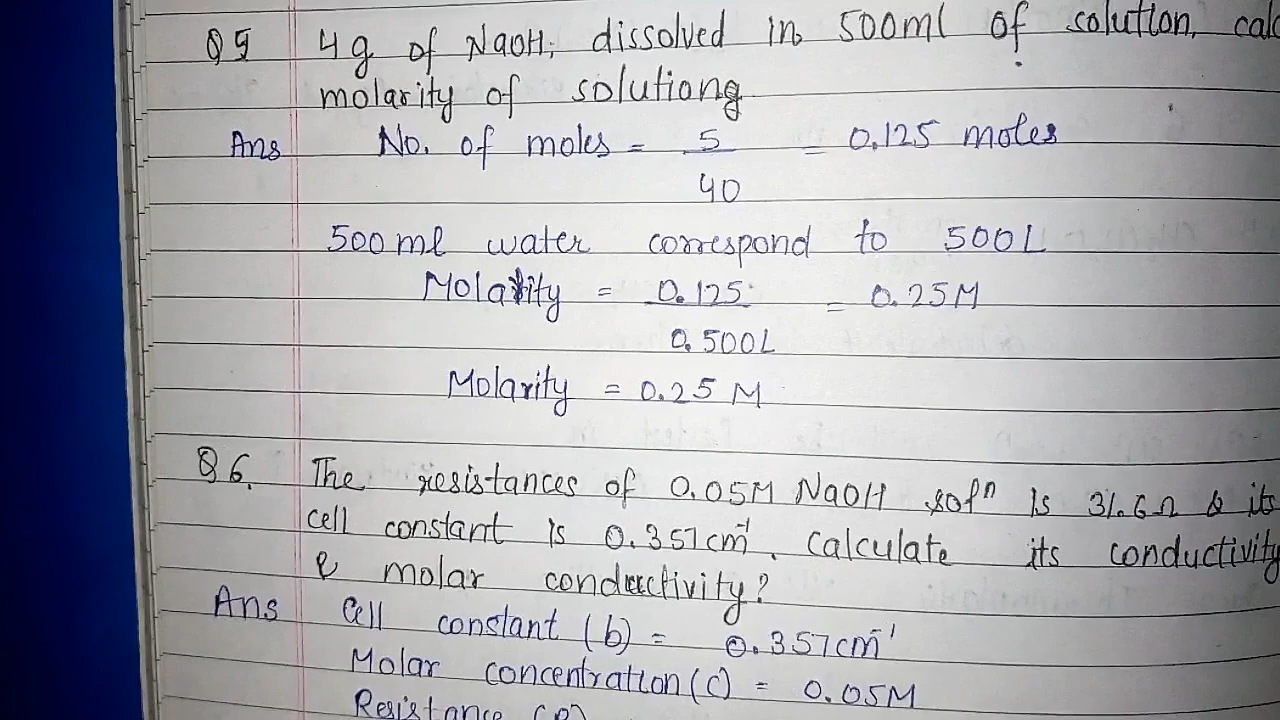 Q5 4g of NaOH, dissolved in 500ml of solution, calc
molarity of solutiong
Ans No. of moles = 5/40 = 0.125 moles
500ml water correspond to 500L
Molarity = 0.125/0.500L = 0.25M
Molarity = 0.25 M
Q6. The resistances of 0.05M NaOH solⁿ is 31.6Ω & its
cell constant is 0.357cm⁻¹. Calculate its conductivity
& molar conductivity?
Ans Cell constant (b) = 0.357cm⁻¹
Molar concentration (c) = 0.05M
Resistance (R)